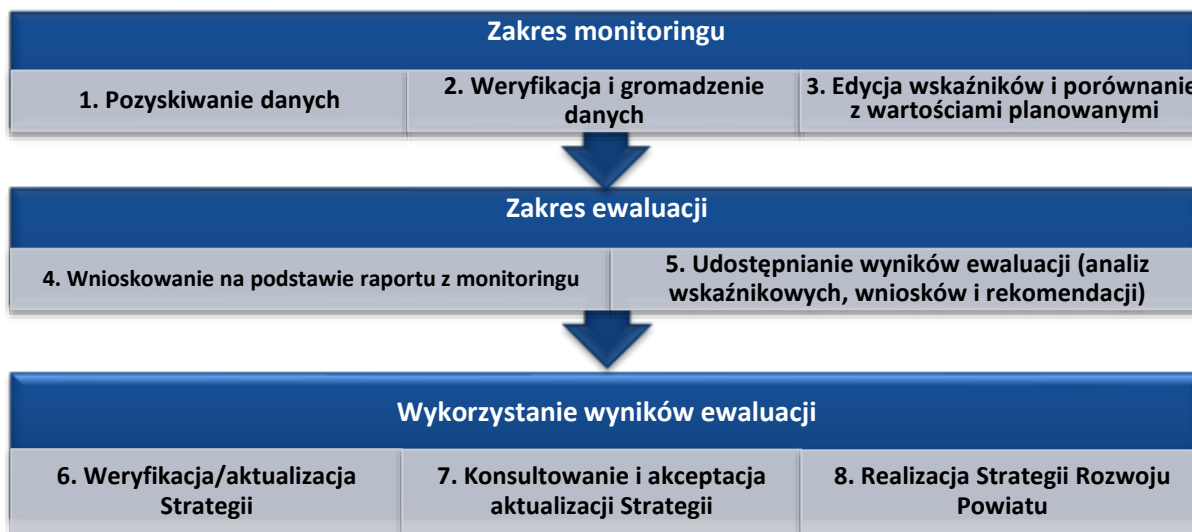 Zakres monitoringu
1. Pozyskiwanie danych
2. Weryfikacja i gromadzenie
danych
3. Edycja wskaźników i porównanie
z wartościami planowanymi
Zakres ewaluacji
4. Wnioskowanie na podstawie raportu z monitoringu
5. Udostępnianie wyników ewaluacji (analiz
wskaźnikowych, wniosków i rekomendacji)
Wykorzystanie wyników ewaluacji
6. Weryfikacja/aktualizacja
Strategii
7. Konsultowanie i akceptacja
aktualizacji Strategii
8. Realizacja Strategii Rozwoju
Powiatu